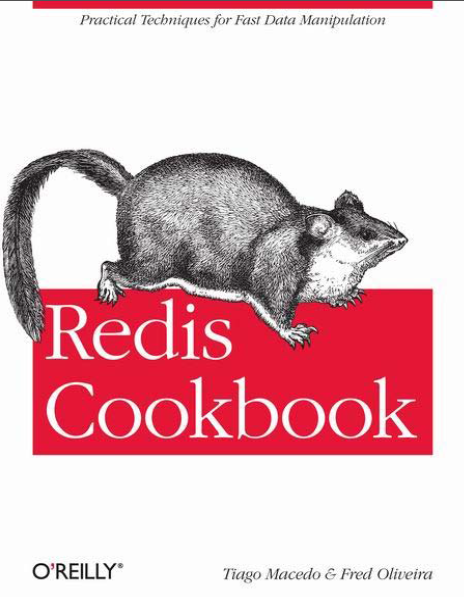 Practical Techniques for Fast Data Manipulation
Redis
Cookbook
O'REILLY®
Tiago Macedo & Fred Oliveira